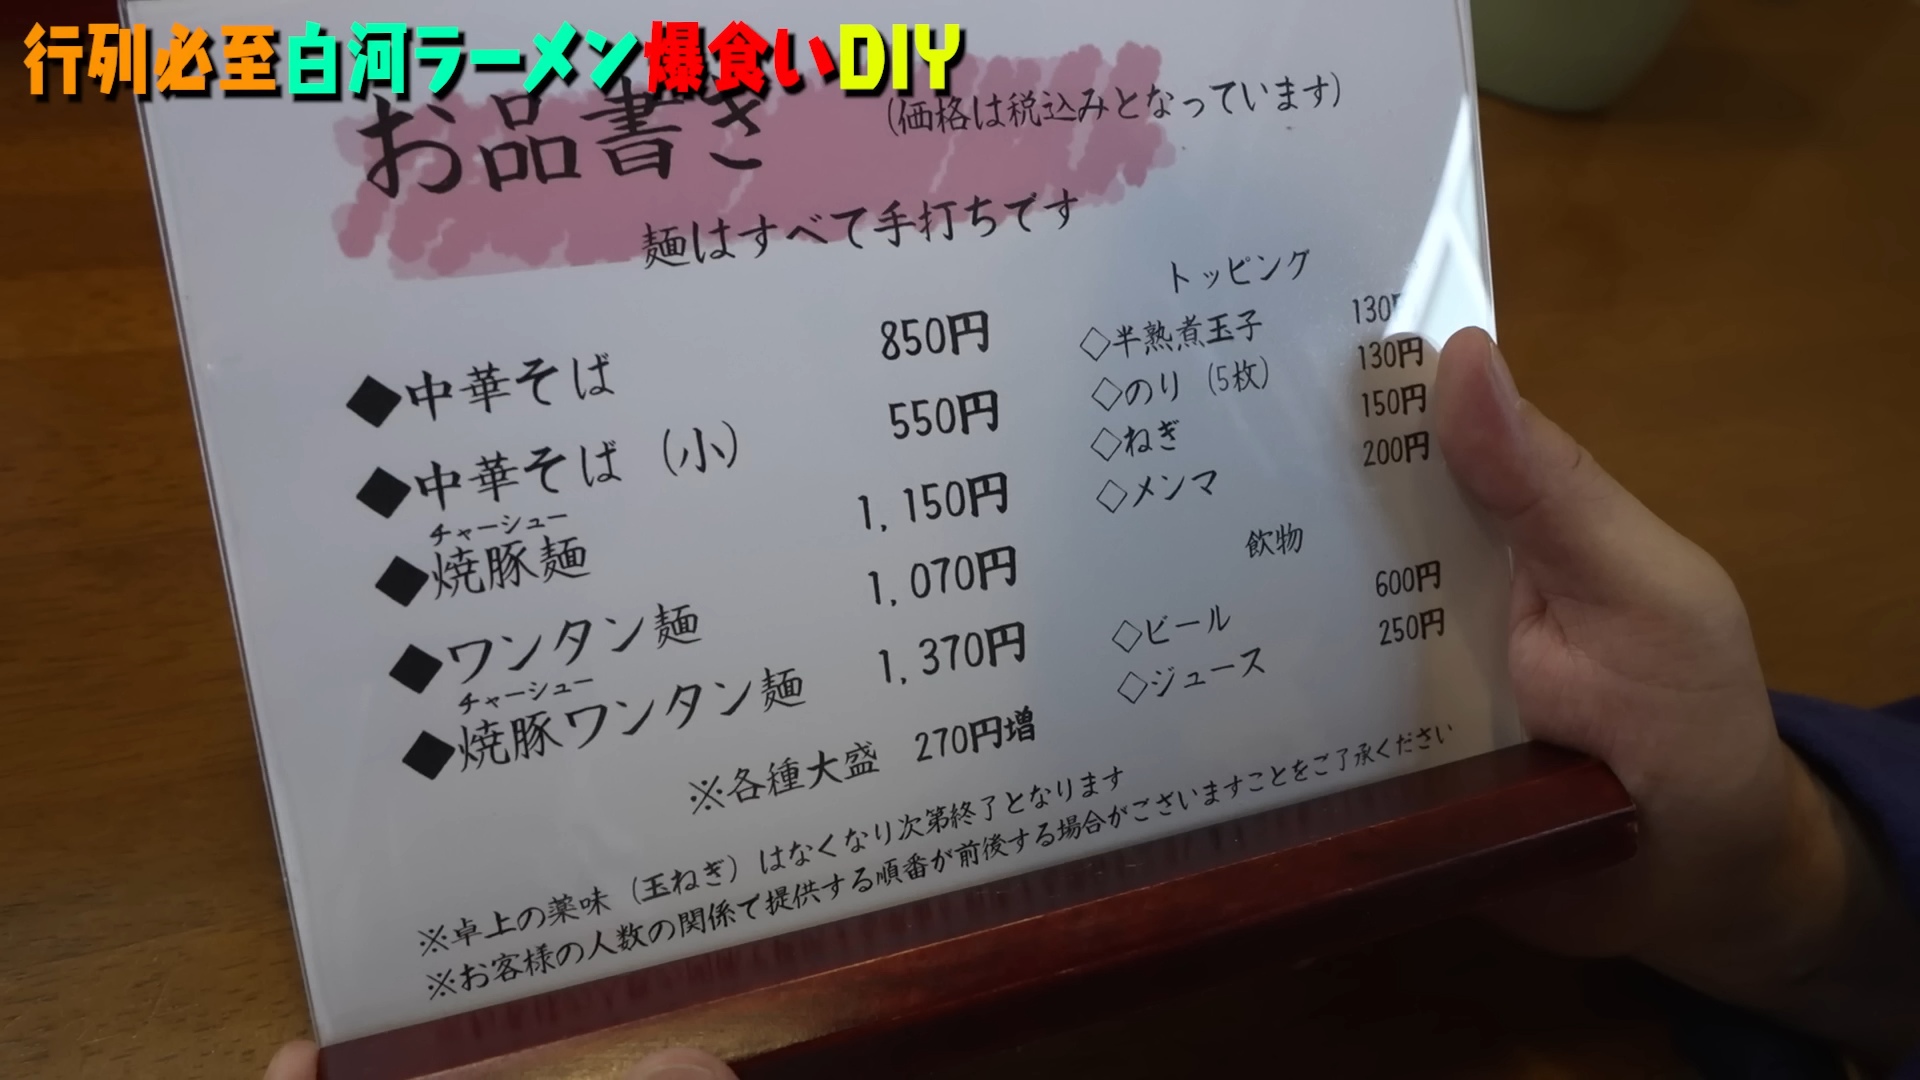 行列必至白河ラーメン爆食いDIY
お品書き
(価格は税込みとなっています)
麺はすべて手打ちです
◆中華そば 850円
◆中華そば (小) 550円
チャーシュー
◆焼豚麺 1,150円
◆ワンタン麺 1,070円
チャーシュー
◆焼豚ワンタン麺 1,370円
※各種大盛 270円増
トッピング
◇半熟煮玉子 130円
◇のり (5枚) 130円
◇ねぎ 150円
◇メンマ 200円
飲物
◇ビール 600円
◇ジュース 250円
※卓上の薬味 (玉ねぎ) はなくなり次第終了となります
※お客様の人数の関係で提供する順番が前後する場合がございますことをご了承ください